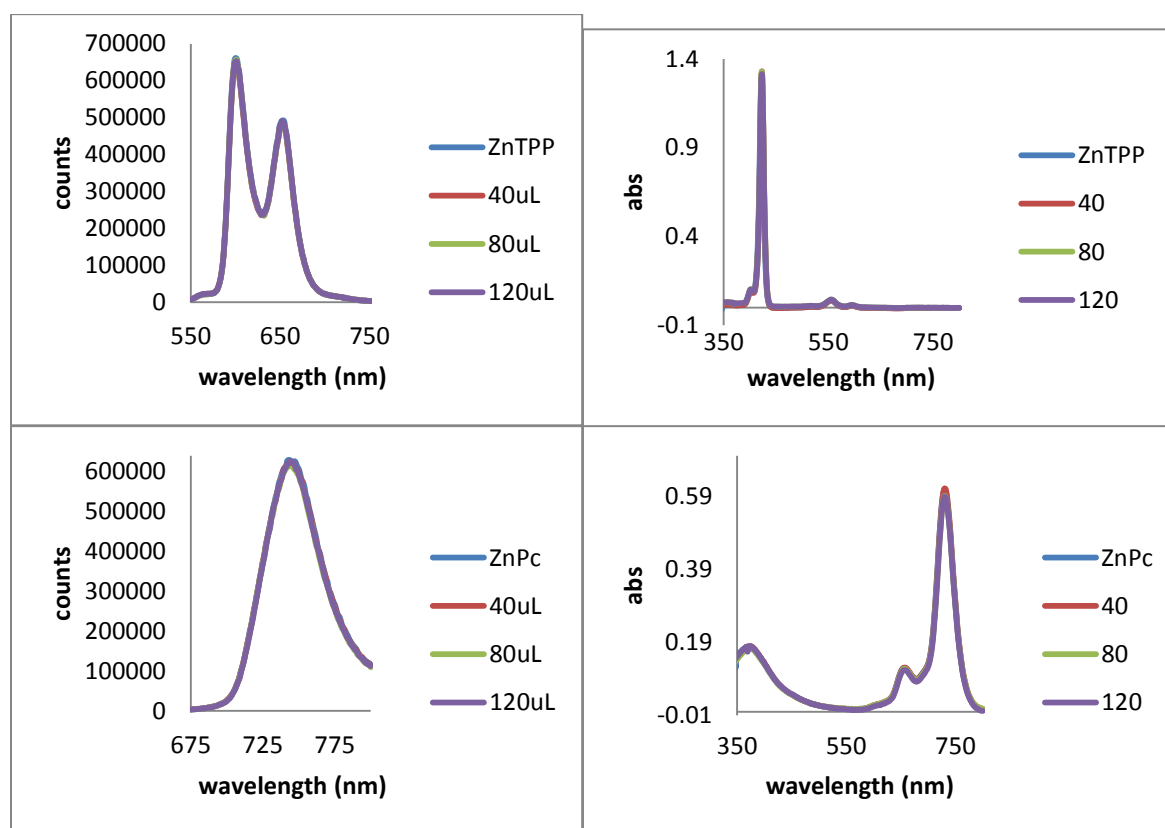 700000
600000
500000
400000
300000
200000
100000
0
counts
550 650 750
wavelength (nm)
ZnTPP
40uL
80uL
120uL
1.4
0.9
0.4
-0.1
abs
350 550 750
wavelength (nm)
ZnTPP
40
80
120
600000
500000
400000
300000
200000
100000
0
counts
675 725 775
wavelength (nm)
ZnPc
40uL
80uL
120uL
0.59
0.39
0.19
-0.01
abs
350 550 750
wavelength (nm)
ZnPc
40
80
120